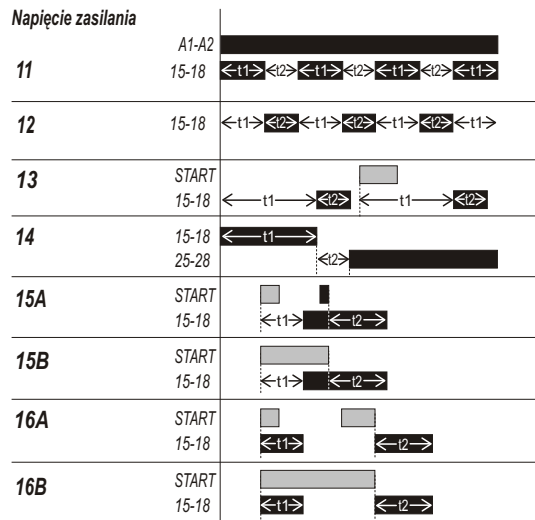 Napięcie zasilania
A1-A2
11 15-18 t1 t2 t1 t2 t1 t2 t1
12 15-18 t1 t2 t1 t2 t1 t2 t1
13 START
15-18 t1 t2 t1 t2
14 15-18 t1
25-28 t2
15A START
15-18 t1 t2
15B START
15-18 t1 t2
16A START
15-18 t1 t2
16B START
15-18 t1 t2